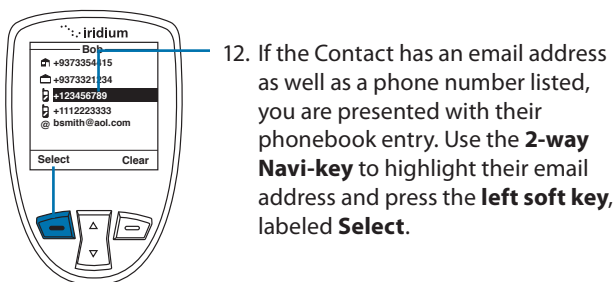 iridium
Bob
+9373354415
+9373321234
+123456789
+1112223333
@ bsmith@aol.com
Select Clear
12. If the Contact has an email address
as well as a phone number listed,
you are presented with their
phonebook entry. Use the 2-way
Navi-key to highlight their email
address and press the left soft key,
labeled Select.